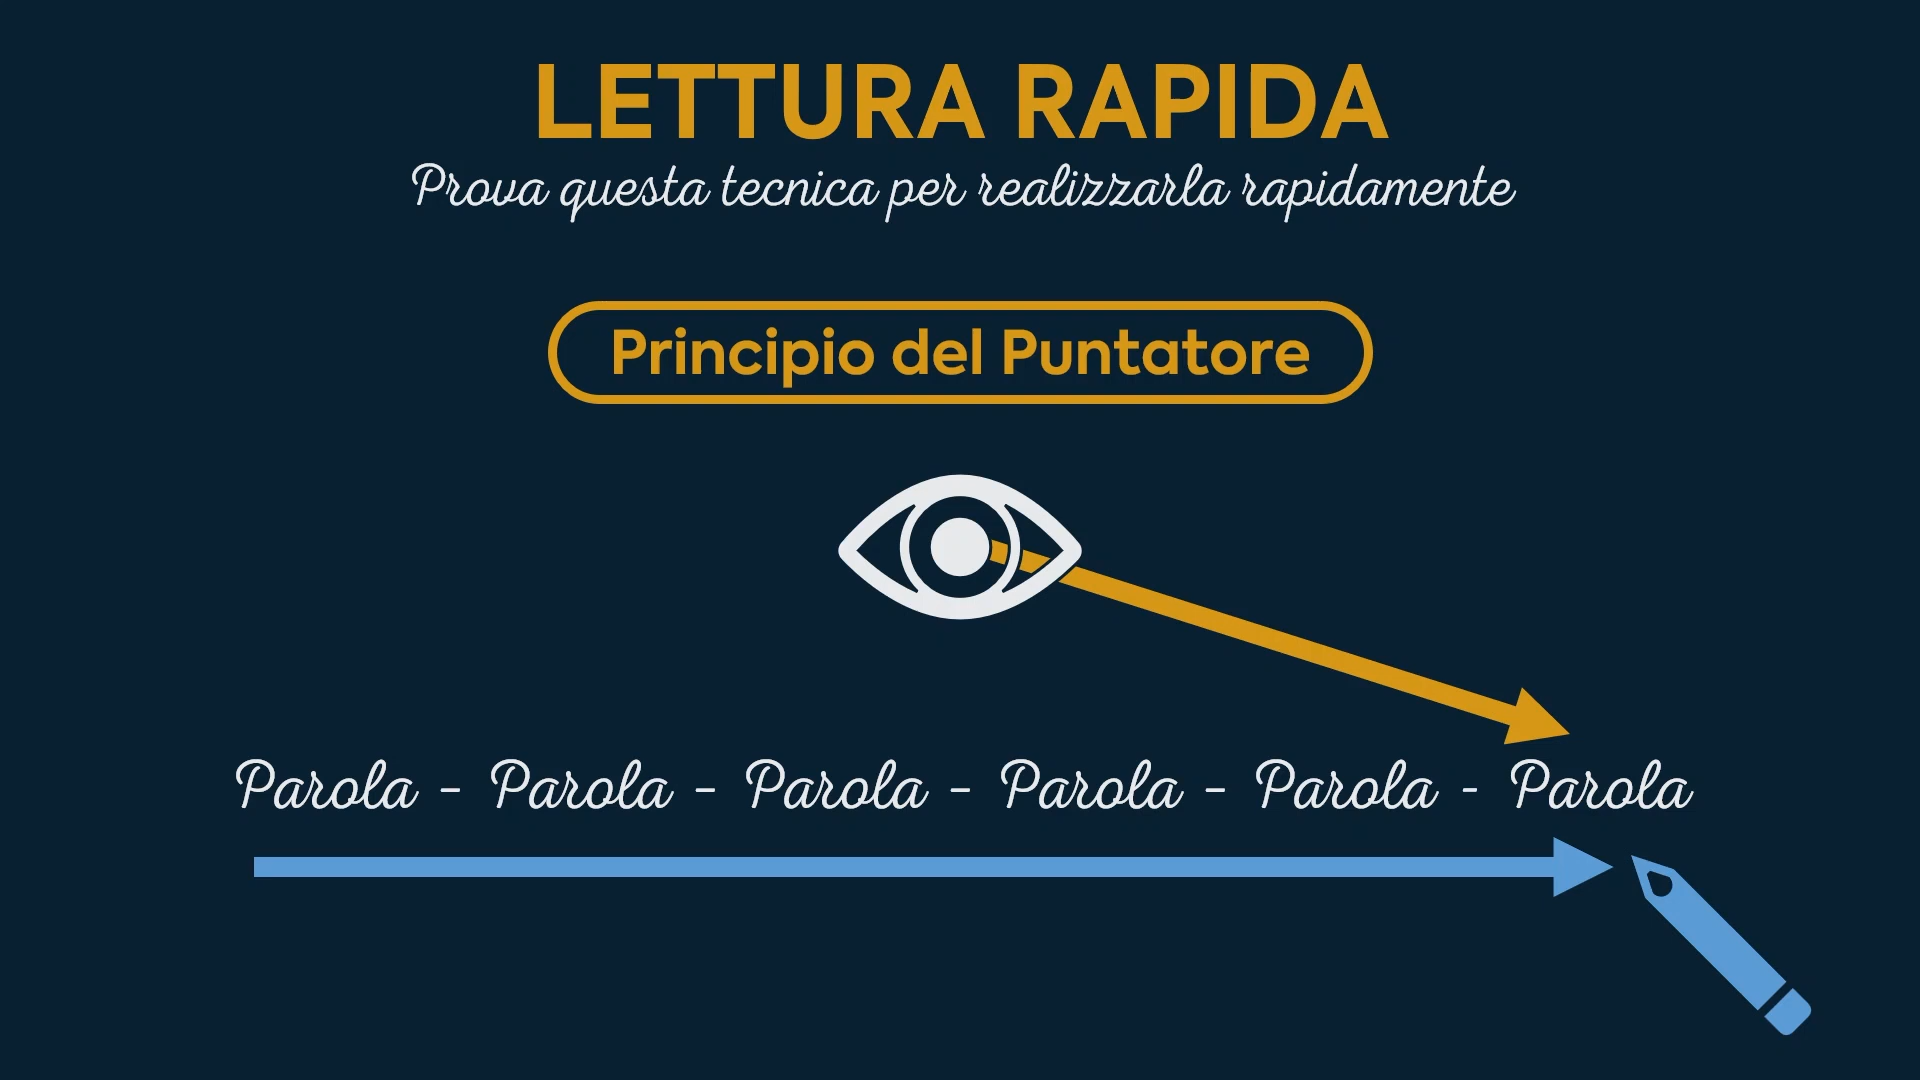 LETTURA RAPIDA
Prova questa tecnica per realizzarla rapidamente
Principio del Puntatore
Parola - Parola - Parola - Parola - Parola - Parola